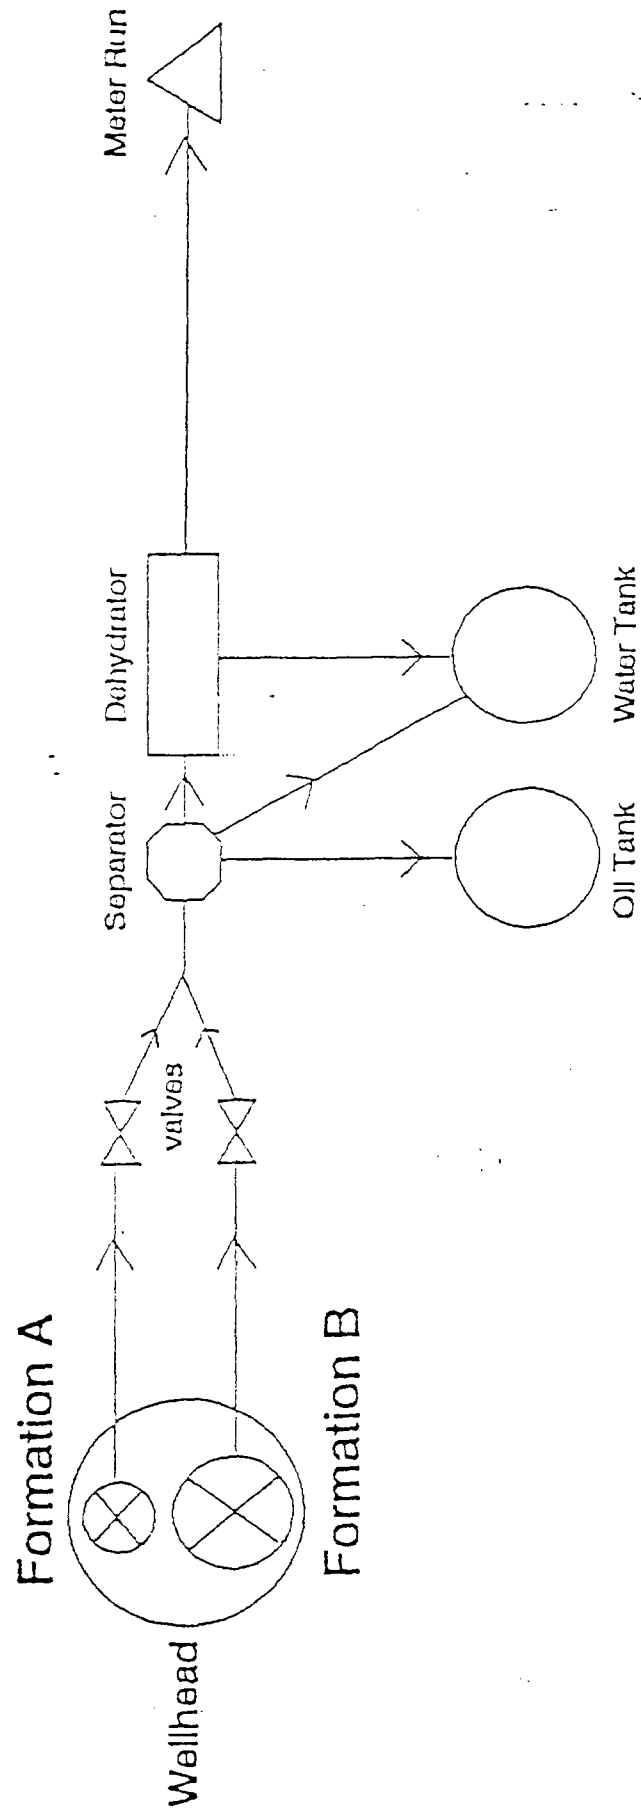 Formation A
Wellhead
Formation B
valves
Separator
Dehydrator
Meter Run
Oil Tank
Water Tank